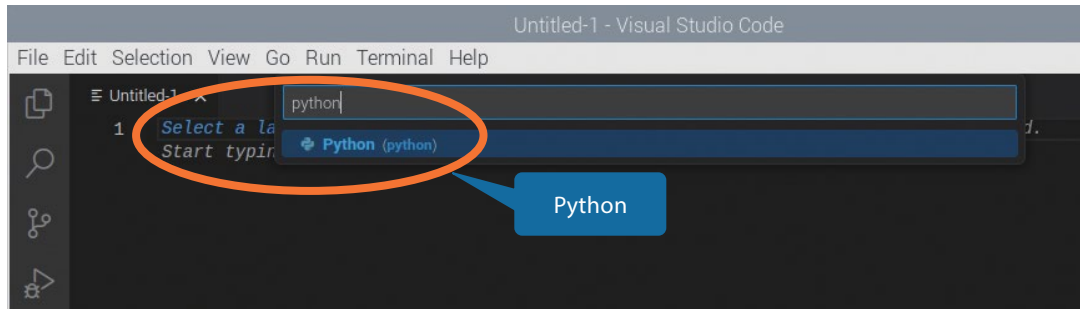 Untitled-1 - Visual Studio Code
File Edit Selection View Go Run Terminal Help
Untitled-1
python
1 Select a la d.
Python (python)
Start typin
Python